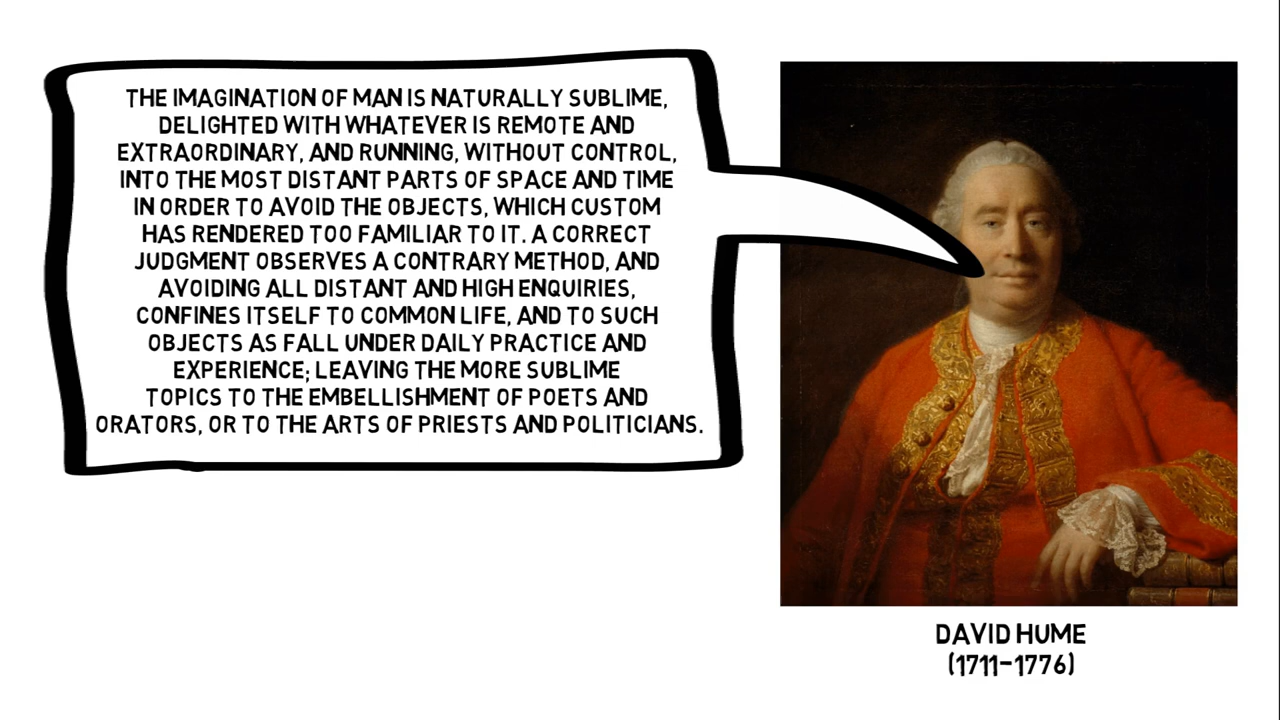 THE IMAGINATION OF MAN IS NATURALLY SUBLIME,
DELIGHTED WITH WHATEVER IS REMOTE AND
EXTRAORDINARY, AND RUNNING, WITHOUT CONTROL,
INTO THE MOST DISTANT PARTS OF SPACE AND TIME
IN ORDER TO AVOID THE OBJECTS, WHICH CUSTOM
HAS RENDERED TOO FAMILIAR TO IT. A CORRECT
JUDGMENT OBSERVES A CONTRARY METHOD, AND
AVOIDING ALL DISTANT AND HIGH ENQUIRIES,
CONFINES ITSELF TO COMMON LIFE, AND TO SUCH
OBJECTS AS FALL UNDER DAILY PRACTICE AND
EXPERIENCE; LEAVING THE MORE SUBLIME
TOPICS TO THE EMBELLISHMENT OF POETS AND
ORATORS, OR TO THE ARTS OF PRIESTS AND POLITICIANS.
DAVID HUME
(1711-1776)